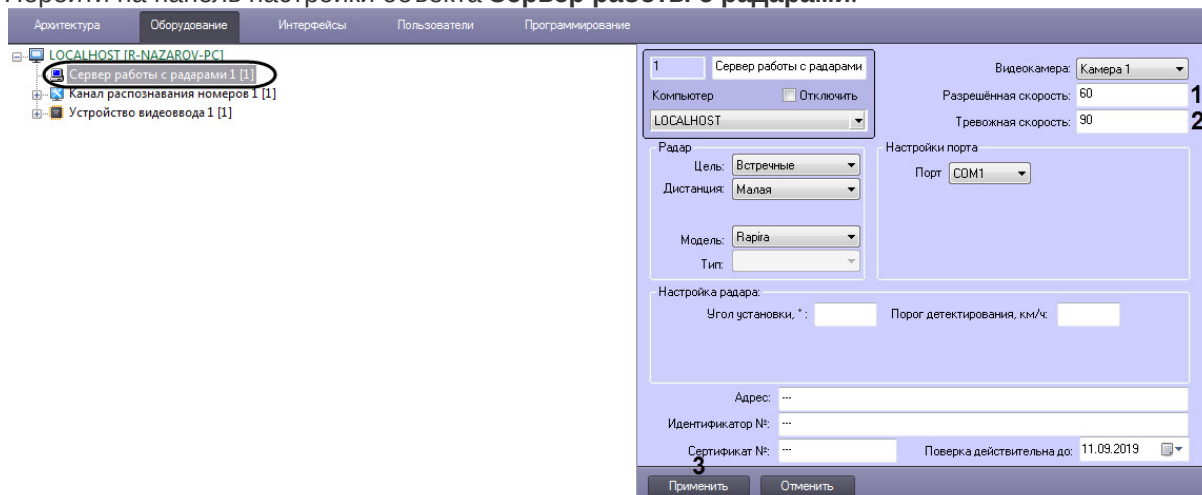 Перейти на панель настройки объекта Сервер работы с радарами.
Архитектура Оборудование Интерфейсы Пользователи Программирование
LOCALHOST [R-NAZAROV-PC]
Сервер работы с радарами 1 [1]
Канал распознавания номеров 1 [1]
Устройство видеоввода 1 [1]
1 Сервер работы с радарами
Компьютер Отключить
LOCALHOST
Видеокамера: Камера 1
Разрешённая скорость: 60 1
Тревожная скорость: 90 2
Радар
Цель: Встречные
Дистанция: Малая
Модель: Rapira
Тип:
Настройки порта
Порт COM1
Настройка радара:
Угол установки, °: Порог детектирования, км/ч:
Адрес: ---
Идентификатор №: ---
Сертификат №: --- Поверка действительна до: 11.09.2019
3
Применить Отменить